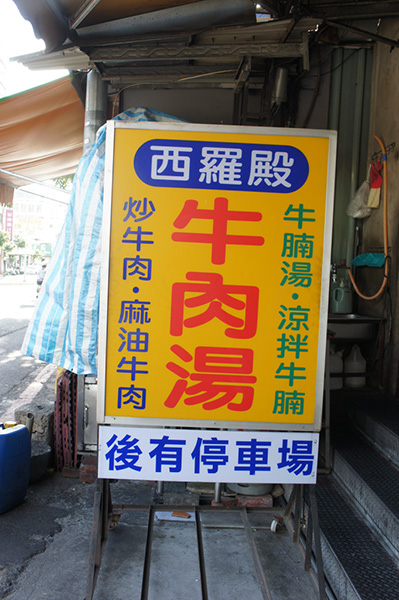 西羅殿
牛肉湯
牛腩湯·涼拌牛腩
炒牛肉·麻油牛肉
後有停車場